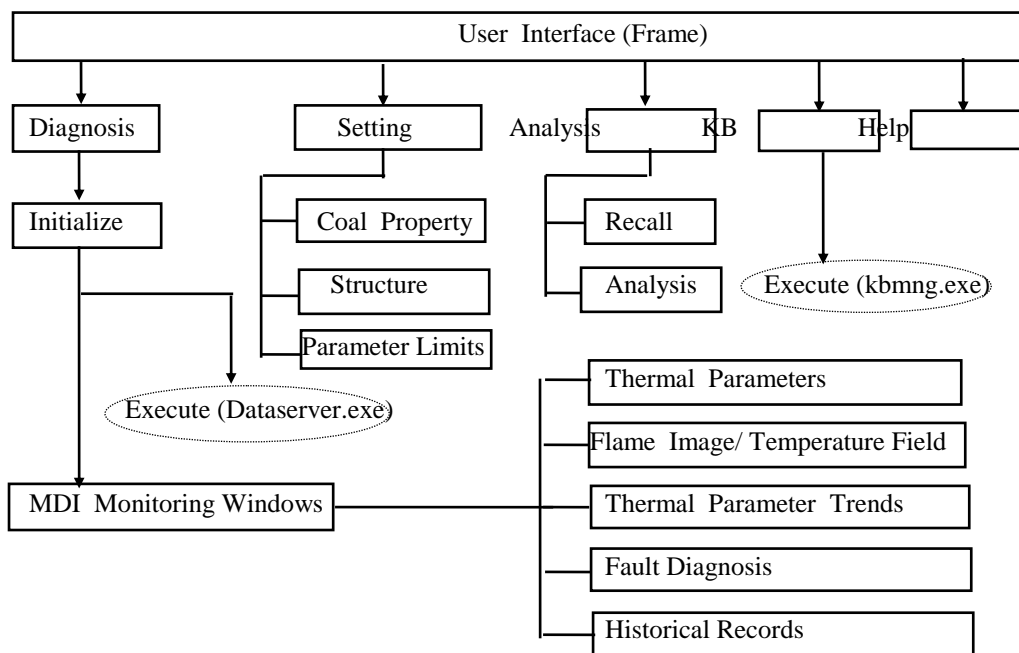 User Interface (Frame)
Diagnosis
Setting
Analysis
KB
Help
Initialize
Coal Property
Recall
Structure
Analysis
Execute (kbmng.exe)
Parameter Limits
Thermal Parameters
Execute (Dataserver.exe)
Flame Image/ Temperature Field
MDI Monitoring Windows
Thermal Parameter Trends
Fault Diagnosis
Historical Records